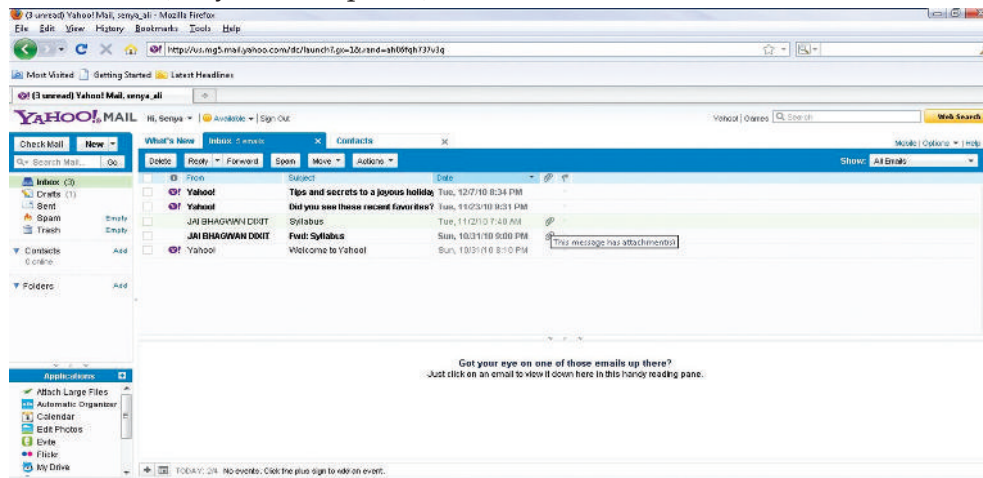 (3 unread) Yahoo! Mail, senya_ali - Mozilla Firefox
File Edit View History Bookmarks Tools Help
Most Visited Getting Started Latest Headlines
(3 unread) Yahoo! Mail, senya_ali
YAHOO! MAIL Hi, Senya Available Sign Out Yahoo! Games Search Web Search
Check Mail New What's New Inbox 5 emails Contacts Mobile Options Help
Search Mail... Go Delete Reply Forward Spam Move Actions Show: All Emails
From Subject Date
Inbox (3)
Drafts (1)
Sent
Spam Empty
Trash Empty
Contacts Add
0 online
Folders Add
Yahoo! Tips and secrets to a joyous holiday Tue, 12/7/10 8:34 PM
Yahoo! Did you see these recent favorites? Tue, 11/23/10 9:31 PM
JAI BHAGWAN DIXIT Syllabus Tue, 11/2/10 7:40 AM
JAI BHAGWAN DIXIT Fwd: Syllabus Sun, 10/31/10 9:00 PM
This message has attachment(s)
Yahoo! Welcome to Yahoo! Sun, 10/31/10 8:10 PM
Got your eye on one of those emails up there?
Just click on an email to view it down here in this handy reading pane.
Applications
Attach Large Files
Automatic Organizer
Calendar
Edit Photos
Evite
Flickr
My Drive
TODAY: 2/4 No events. Click the plus sign to add an event.